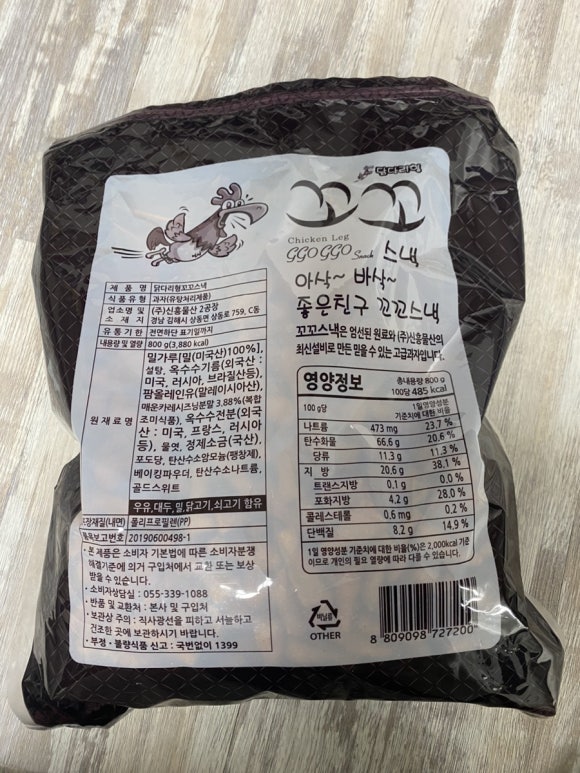 닭다리형
꼬꼬
Chicken Leg
GGO GGO Snack 스낵
아삭~ 바삭~
좋은친구 꼬꼬스낵
꼬꼬스낵은 엄선된 원료와 (주)신흥물산의
최신설비로 만든 믿을 수 있는 고급과자입니다.
제품명 닭다리형꼬꼬스낵
식품유형 과자(유탕처리제품)
업소명 및 소재지 (주)신흥물산 2공장
경남 김해시 상동면 상동로 759, C동
유통기한 전면하단 표기일까지
내용량 및 열량 800 g(3,880 kcal)
원재료명
밀가루[밀(미국산)100%],
설탕, 옥수수기름(외국산:
미국, 러시아, 브라질산등),
팜올레인유(말레이시아산),
매운카레시즈닝분말 3.88%(복합
조미식품), 옥수수전분(외국산
: 미국, 프랑스, 러시아
등), 물엿, 정제소금(국산),
포도당, 탄산수소암모늄(팽창제),
베이킹파우더, 탄산수소나트륨,
골드스위트
우유, 대두, 밀, 닭고기, 쇠고기 함유
포장재질(내면) 폴리프로필렌(PP)
품목보고번호 20190600498-1
· 본 제품은 소비자 기본법에 따른 소비자분쟁
해결기준에 의거 구입처에서 교환 또는 보상
받을 수 있습니다.
· 소비자상담실 : 055-339-1088
· 반품 및 교환처 : 본사 및 구입처
· 보관상 주의 : 직사광선을 피하고 서늘하고
건조한 곳에 보관하시기 바랍니다.
· 부정 · 불량식품 신고 : 국번없이 1399
영양정보
총내용량 800 g
100당 485 kcal
100 g당
1일 영양성분
기준치에 대한 비율
나트륨 473 mg 23.7 %
탄수화물 66.6 g 20.6 %
당류 11.3 g 11.3 %
지방 20.6 g 38.1 %
트랜스지방 0.1 g 0.0 %
포화지방 4.2 g 28.0 %
콜레스테롤 0.6 mg 0.2 %
단백질 8.2 g 14.9 %
1일 영양성분 기준치에 대한 비율(%)은 2,000kcal 기준
이므로 개인의 필요 열량에 따라 다를 수 있습니다.
비닐류
OTHER
8 809098 727200